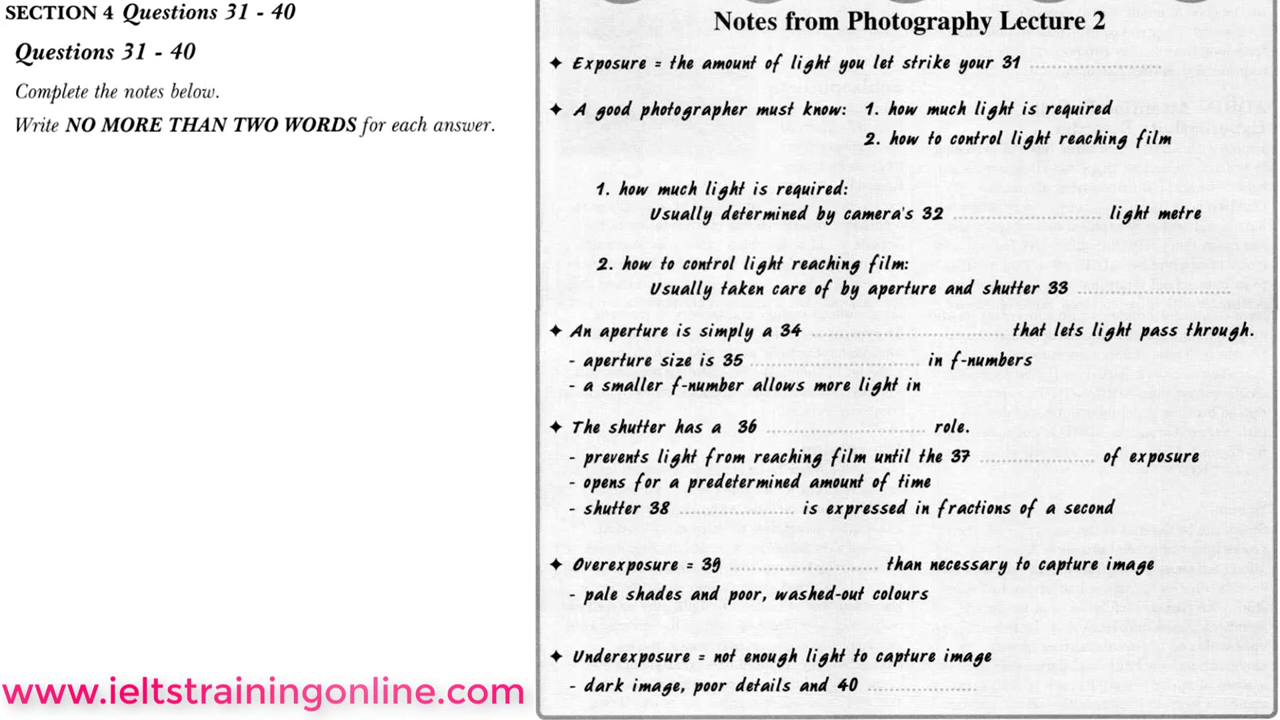 SECTION 4 Questions 31 - 40
Questions 31 - 40
Complete the notes below.
Write NO MORE THAN TWO WORDS for each answer.
www.ieltstrainingonline.com
Notes from Photography Lecture 2
✦ Exposure = the amount of light you let strike your 31 ....................
✦ A good photographer must know: 1. how much light is required
2. how to control light reaching film
1. how much light is required:
Usually determined by camera's 32 .................... light metre
2. how to control light reaching film:
Usually taken care of by aperture and shutter 33 ....................
✦ An aperture is simply a 34 .................... that lets light pass through.
- aperture size is 35 .................... in f-numbers
- a smaller f-number allows more light in
✦ The shutter has a 36 .................... role.
- prevents light from reaching film until the 37 .................... of exposure
- opens for a predetermined amount of time
- shutter 38 .................... is expressed in fractions of a second
✦ Overexposure = 39 .................... than necessary to capture image
- pale shades and poor, washed-out colours
✦ Underexposure = not enough light to capture image
- dark image, poor details and 40 ....................